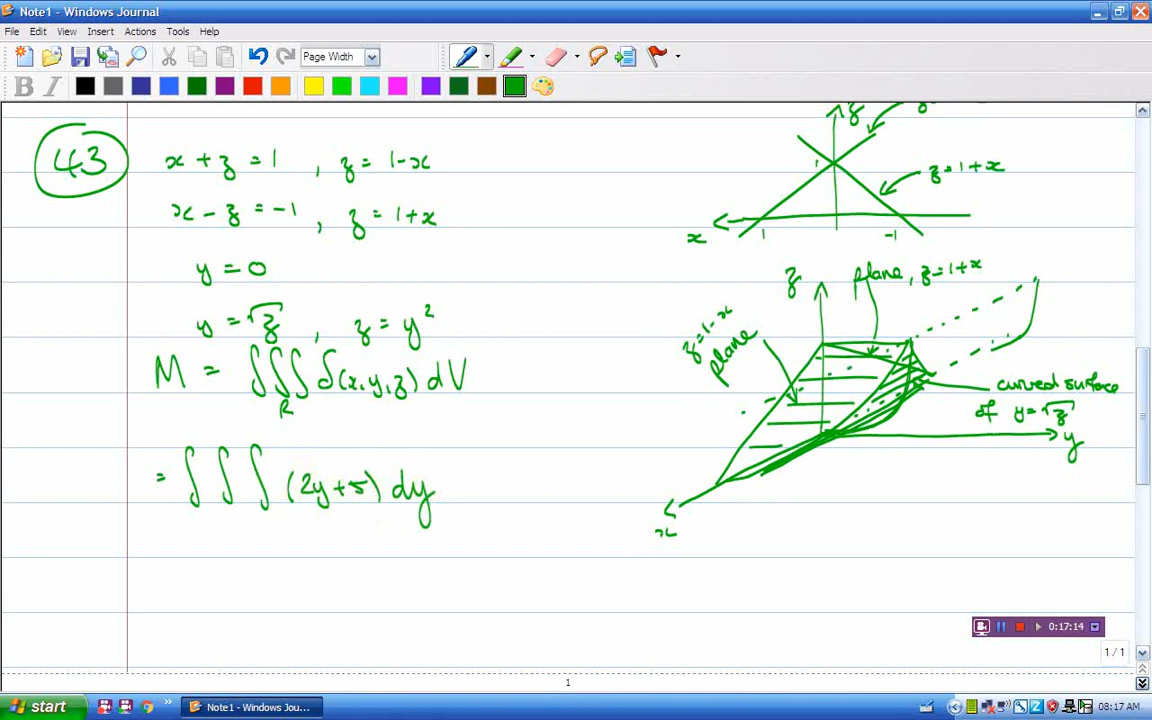 Note1 - Windows Journal
File Edit View Insert Actions Tools Help
Page Width
B I
43
x + z = 1 , z = 1-x
x - z = -1 , z = 1+x
y = 0
y = √z , z = y²
M = ∫∫∫ δ(x,y,z) dV
R
= ∫ ∫ ∫ (2y+5) dy
z
1
z=1+x
x
1
-1
z
plane, z=1+x
z=1-x
plane
curved surface
of y=√z
y
x
0:17:14
1 / 1
1
start
Note1 - Windows Jou...
08:17 AM